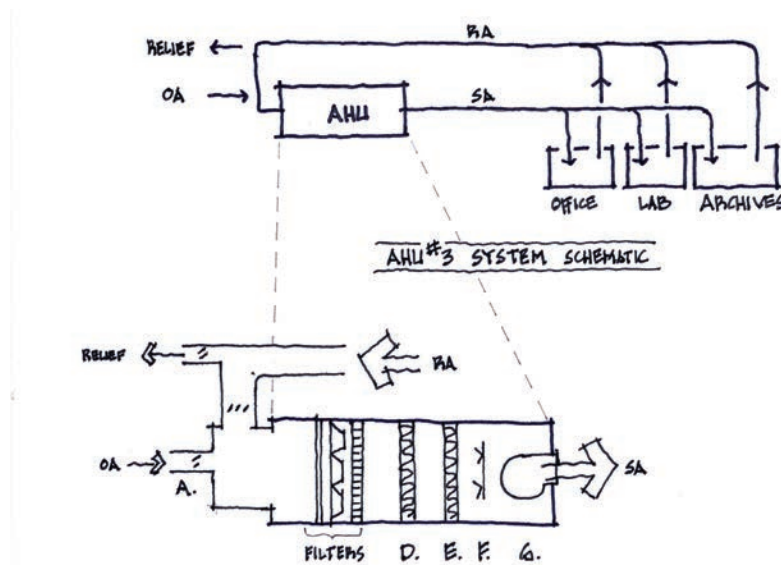 RA
RELIEF
OA
AHU
SA
OFFICE LAB ARCHIVES
AHU #3 SYSTEM SCHEMATIC
RELIEF
RA
OA
SA
A.
FILTERS D. E. F. G.